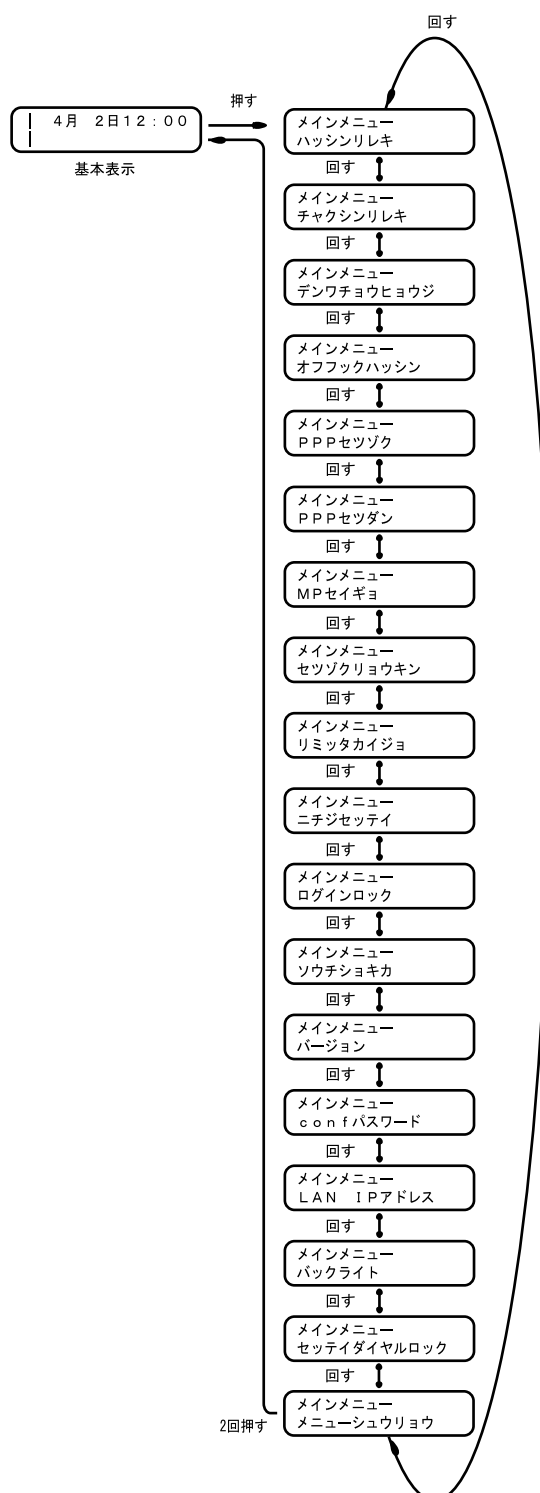 回す
押す
4月　2日12：00
基本表示
メインメニュー
ハッシンリレキ
回す
メインメニュー
チャクシンリレキ
回す
メインメニュー
デンワチョウヒョウジ
回す
メインメニュー
オフフックハッシン
回す
メインメニュー
ＰＰＰセツゾク
回す
メインメニュー
ＰＰＰセツダン
回す
メインメニュー
ＭＰセイギョ
回す
メインメニュー
セツゾクリョウキン
回す
メインメニュー
リミッタカイジョ
回す
メインメニュー
ニチジセッテイ
回す
メインメニュー
ログインロック
回す
メインメニュー
ソウチショキカ
回す
メインメニュー
バージョン
回す
メインメニュー
ｃｏｎｆパスワード
回す
メインメニュー
ＬＡＮ　ＩＰアドレス
回す
メインメニュー
バックライト
回す
メインメニュー
セッテイダイヤルロック
回す
メインメニュー
メニューシュウリョウ
2回押す